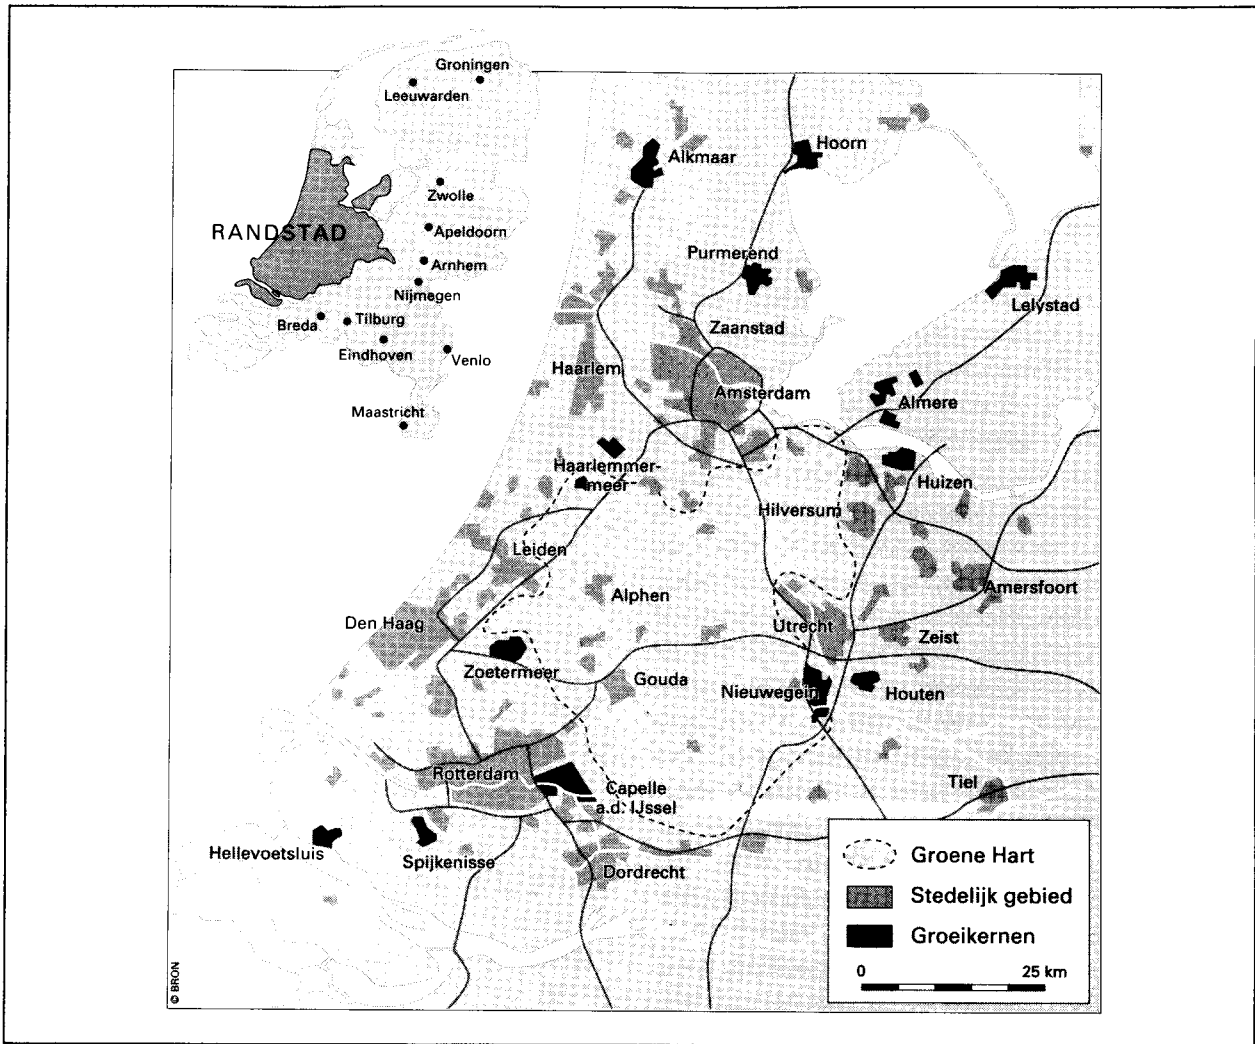 Groningen
Leeuwarden
Zwolle
RANDSTAD
Apeldoorn
Arnhem
Nijmegen
Breda
Tilburg
Eindhoven
Venlo
Maastricht
Alkmaar
Hoorn
Purmerend
Lelystad
Zaanstad
Haarlem
Amsterdam
Almere
Haarlemmer-
meer
Huizen
Hilversum
Leiden
Alphen
Amersfoort
Den Haag
Utrecht
Zeist
Zoetermeer
Gouda
Nieuwegein
Houten
Rotterdam
Capelle
a.d. IJssel
Tiel
Hellevoetsluis
Spijkenisse
Dordrecht
Groene Hart
Stedelijk gebied
Groeikernen
0 25 km
© BRON